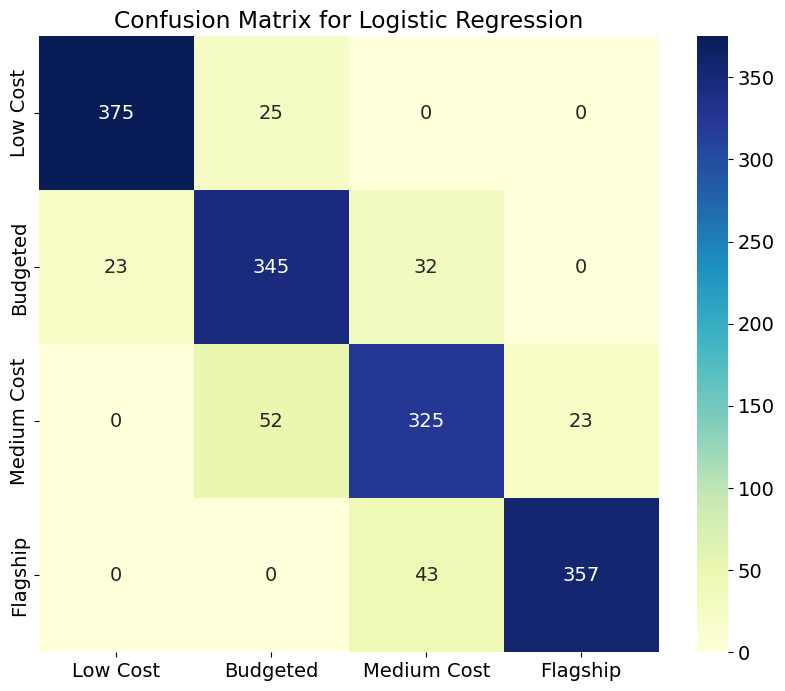 Confusion Matrix for Logistic Regression
Low Cost
375 25 0 0
Budgeted
23 345 32 0
Medium Cost
0 52 325 23
Flagship
0 0 43 357
Low Cost Budgeted Medium Cost Flagship
350
300
250
200
150
100
50
0